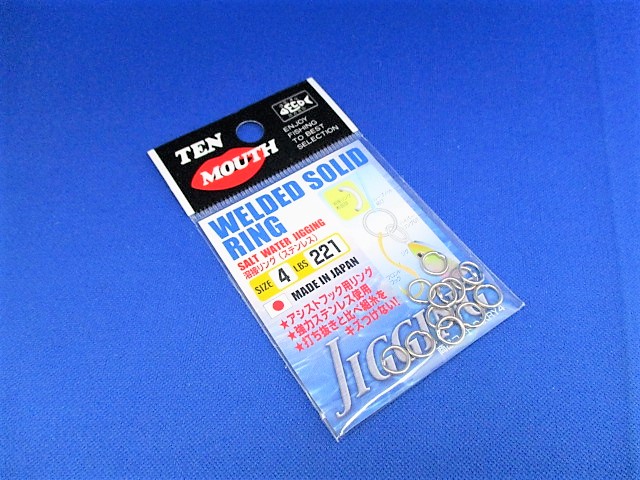 TEN
MOUTH
ENJOY
FISHING
TO BEST
SELECTION
WELDED SOLID
RING
SALT WATER JIGGING
溶接リング(ステンレス)
SIZE 4 LBS 221
MADE IN JAPAN
★アシストフック用リング
★強力ステンレス使用
★打ち抜きと比べ組糸を
キズつけない!
JIGGING